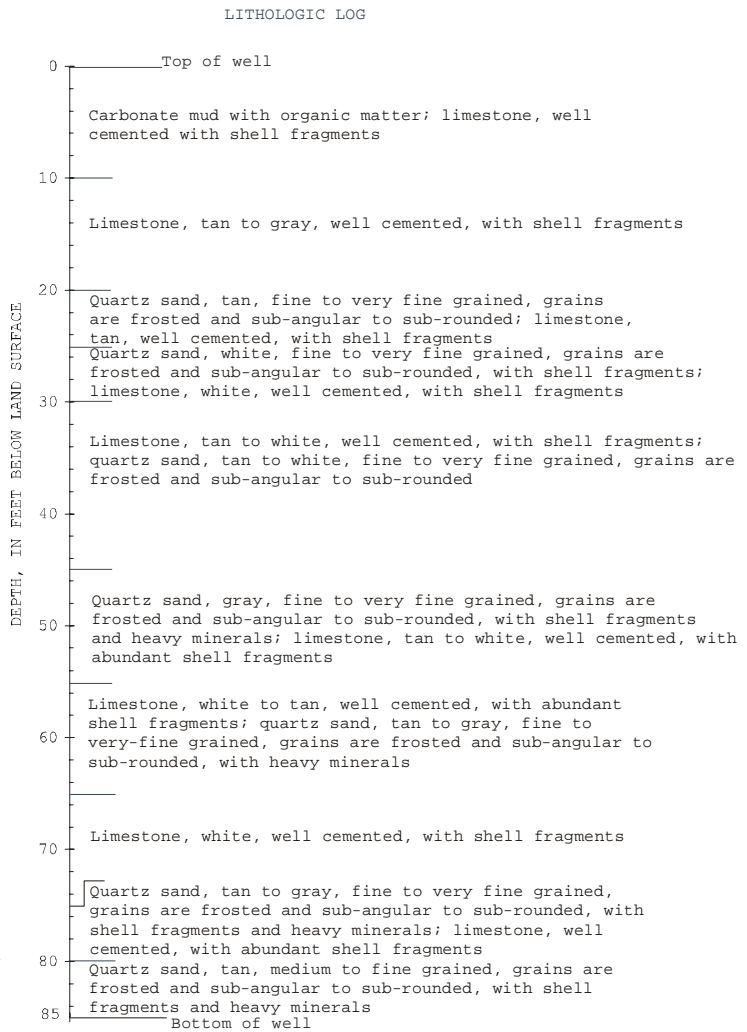 LITHOLOGIC LOG
0
Top of well
Carbonate mud with organic matter; limestone, well
cemented with shell fragments
10
Limestone, tan to gray, well cemented, with shell fragments
20
Quartz sand, tan, fine to very fine grained, grains
are frosted and sub-angular to sub-rounded; limestone,
tan, well cemented, with shell fragments
Quartz sand, white, fine to very fine grained, grains are
frosted and sub-angular to sub-rounded, with shell fragments;
limestone, white, well cemented, with shell fragments
30
Limestone, tan to white, well cemented, with shell fragments;
quartz sand, tan to white, fine to very fine grained, grains are
frosted and sub-angular to sub-rounded
40
DEPTH, IN FEET BELOW LAND SURFACE
Quartz sand, gray, fine to very fine grained, grains are
frosted and sub-angular to sub-rounded, with shell fragments
50
and heavy minerals; limestone, tan to white, well cemented, with
abundant shell fragments
Limestone, white to tan, well cemented, with abundant
shell fragments; quartz sand, tan to gray, fine to
60
very-fine grained, grains are frosted and sub-angular to
sub-rounded, with heavy minerals
Limestone, white, well cemented, with shell fragments
70
Quartz sand, tan to gray, fine to very fine grained,
grains are frosted and sub-angular to sub-rounded, with
shell fragments and heavy minerals; limestone, well
cemented, with abundant shell fragments
80
Quartz sand, tan, medium to fine grained, grains are
frosted and sub-angular to sub-rounded, with shell
fragments and heavy minerals
85
Bottom of well